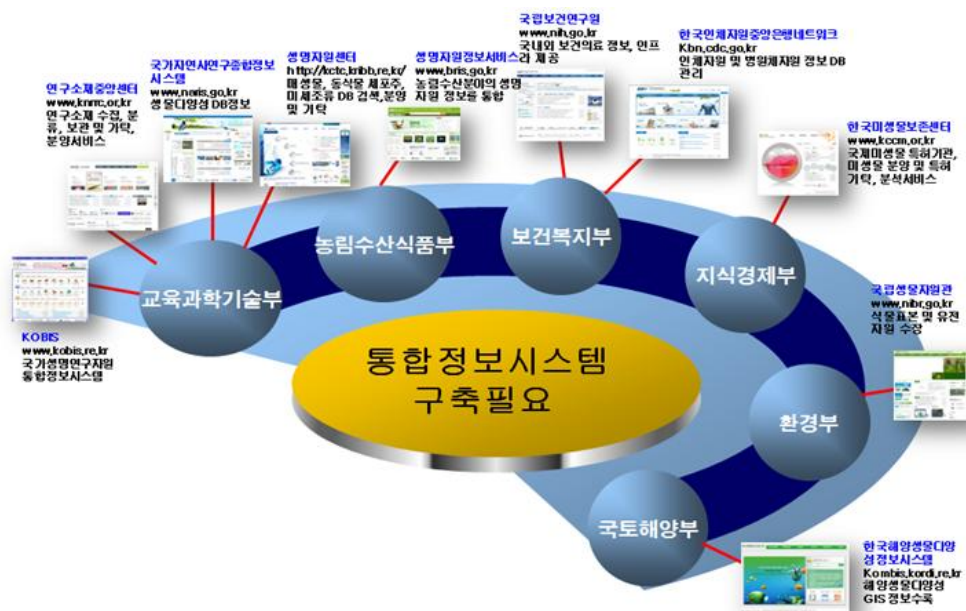 국립보건연구원
www.nih.go.kr
국내외 보건의료 정보, 인프
라 제공
한국인체자원중앙은행네트워크
Kbn.cdc.go.kr
인체자원 및 병원체자원 정보 DB
관리
생명자원센터
http://kctc.kribb.re.kr/
미생물, 동식물 세포주,
미세조류 DB 검색,분양
및 기탁
생명자원정보서비스
www.bris.go.kr
농림수산분야의 생명
자원 정보를 통합
국가자연사연구종합정보
시스템
www.naris.go.kr
생물다양성 DB정보
연구소재중앙센터
www.knrrc.or.kr
연구소재 수집, 분
류, 보관 및 기탁,
분양서비스
한국미생물보존센터
www.kccm.or.kr
국제미생물 특허기관,
미생물 분양 및 특허
기탁, 분석서비스
농림수산식품부
보건복지부
지식경제부
교육과학기술부
국립생물자원관
www.nibr.go.kr
식물표본 및 유전
자원 수장
KOBIS
www.kobis.re.kr
국가생명연구자원
통합정보시스템
통합정보시스템
구축필요
환경부
국토해양부
한국해양생물다양
성정보시스템
Kombis.kordi.re.kr
해양생물다양성
GIS 정보수록